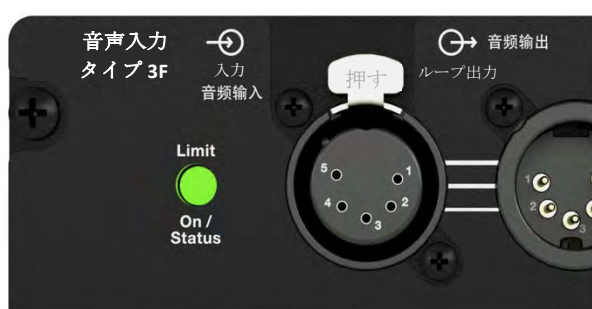 音声入力
タイプ 3F
入力
音频输入
押す
音频输出
ループ出力
Limit
On /
Status
5
1
4
2
3
1
2
3